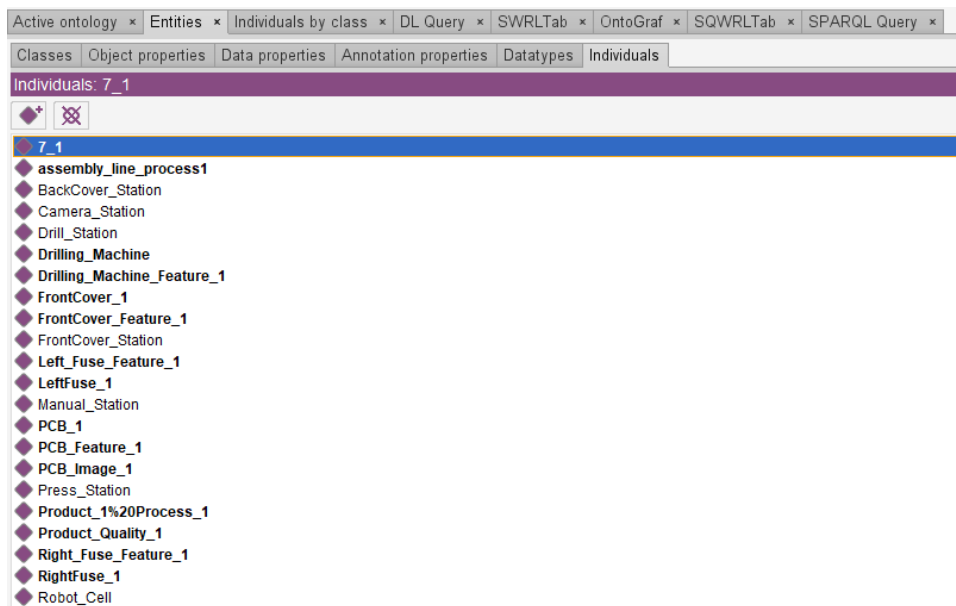 Active ontology × Entities × Individuals by class × DL Query × SWRLTab × OntoGraf × SQWRLTab × SPARQL Query ×
Classes Object properties Data properties Annotation properties Datatypes Individuals
Individuals: 7_1
7_1
assembly_line_process1
BackCover_Station
Camera_Station
Drill_Station
Drilling_Machine
Drilling_Machine_Feature_1
FrontCover_1
FrontCover_Feature_1
FrontCover_Station
Left_Fuse_Feature_1
LeftFuse_1
Manual_Station
PCB_1
PCB_Feature_1
PCB_Image_1
Press_Station
Product_1%20Process_1
Product_Quality_1
Right_Fuse_Feature_1
RightFuse_1
Robot_Cell